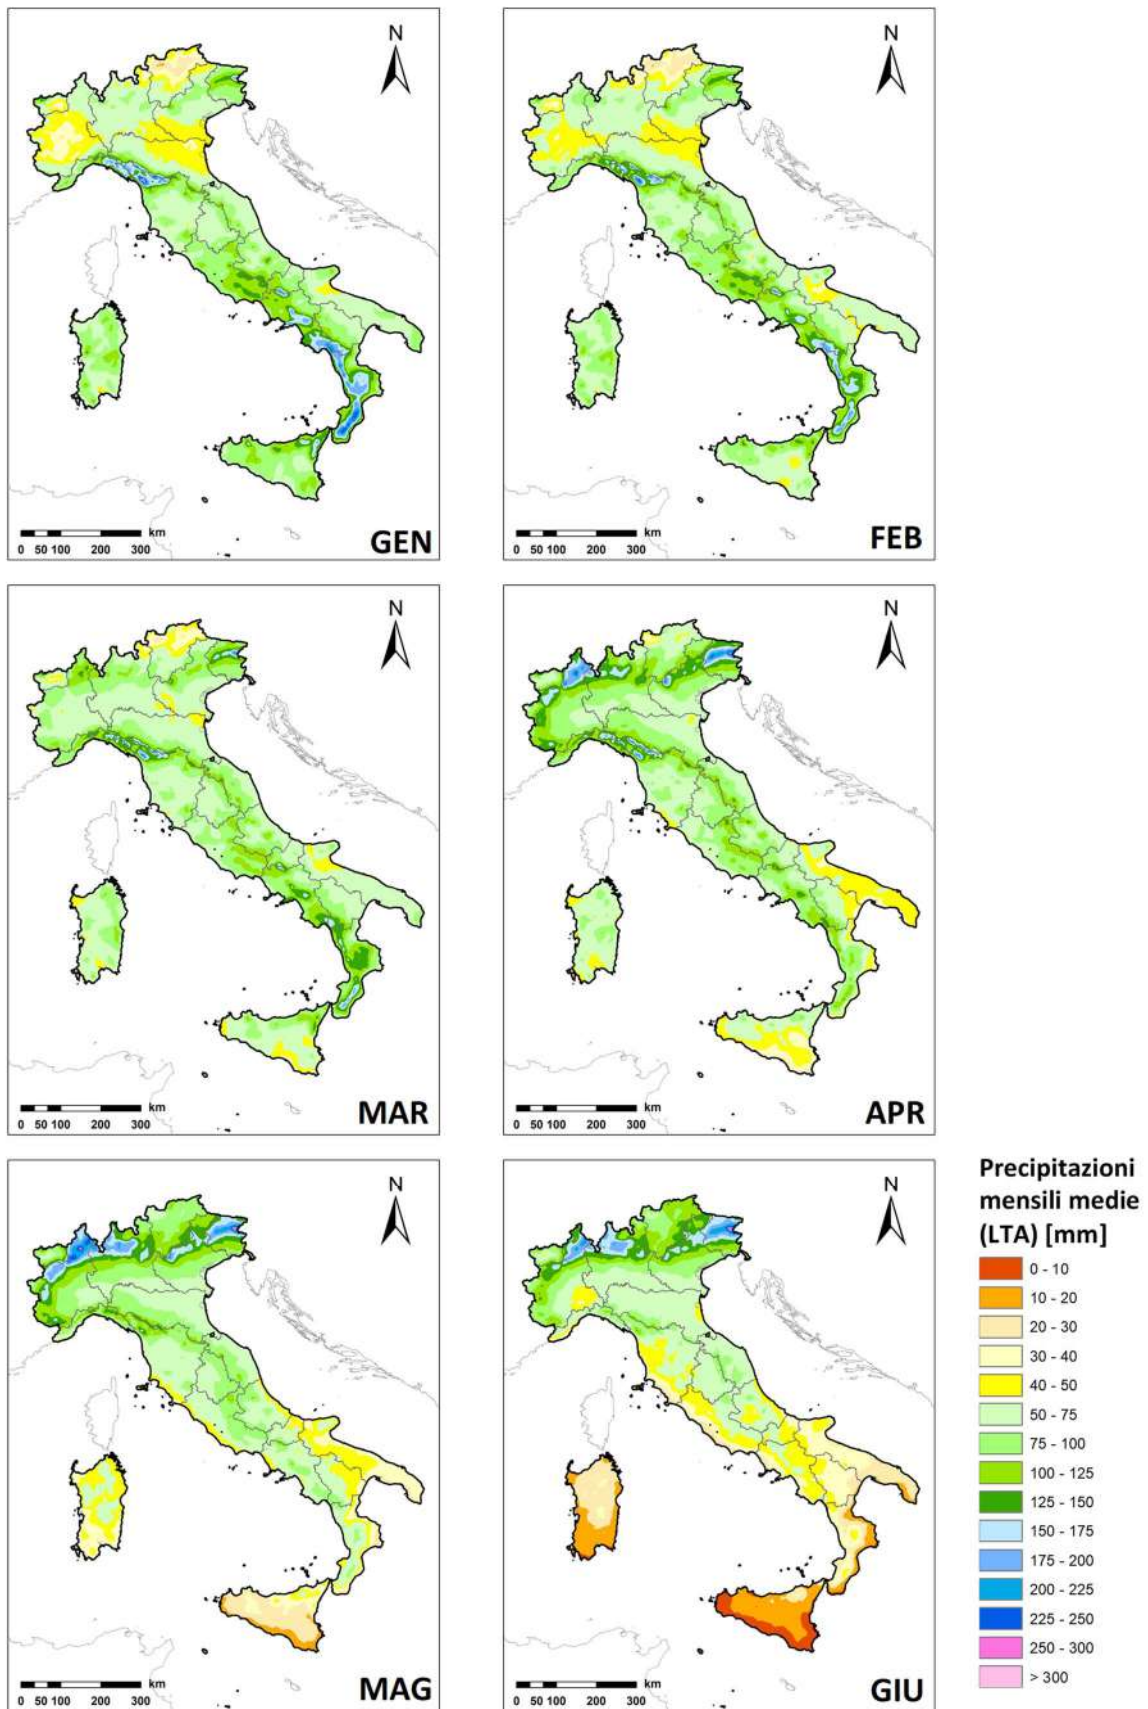 N
N
km
0 50 100 200 300
GEN
km
0 50 100 200 300
FEB
N
N
km
0 50 100 200 300
MAR
km
0 50 100 200 300
APR
N
N
km
0 50 100 200 300
MAG
km
0 50 100 200 300
GIU
Precipitazioni
mensili medie
(LTA) [mm]
0 - 10
10 - 20
20 - 30
30 - 40
40 - 50
50 - 75
75 - 100
100 - 125
125 - 150
150 - 175
175 - 200
200 - 225
225 - 250
250 - 300
> 300